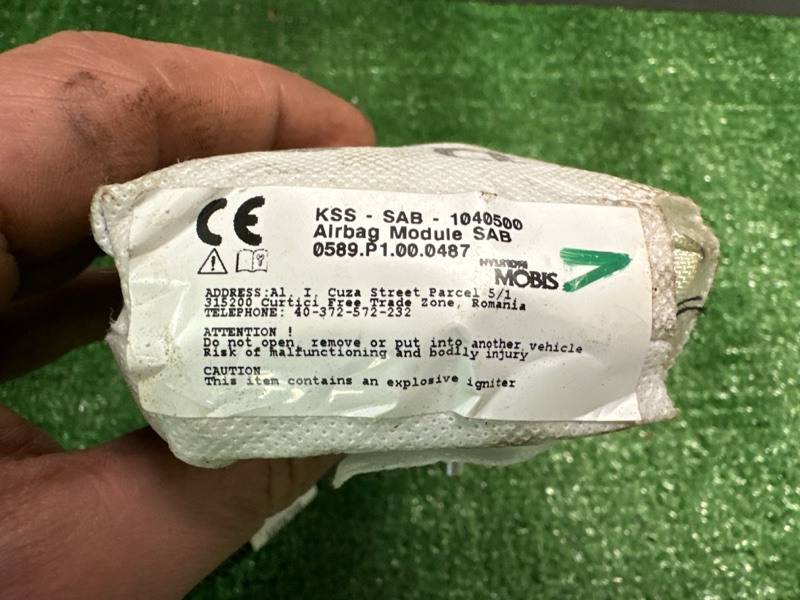 CE
KSS - SAB - 1040500
Airbag Module SAB
0589.P1.00.0487
HYUNDAI
MOBIS
ADDRESS:Al. I. Cuza Street Parcel 5/1
315200 Curtici Free Trade Zone, Romania
TELEPHONE: 40-372-572-232
ATTENTION !
Do not open, remove or put into another vehicle
Risk of malfunctioning and bodily injury
CAUTION
This item contains an explosive igniter